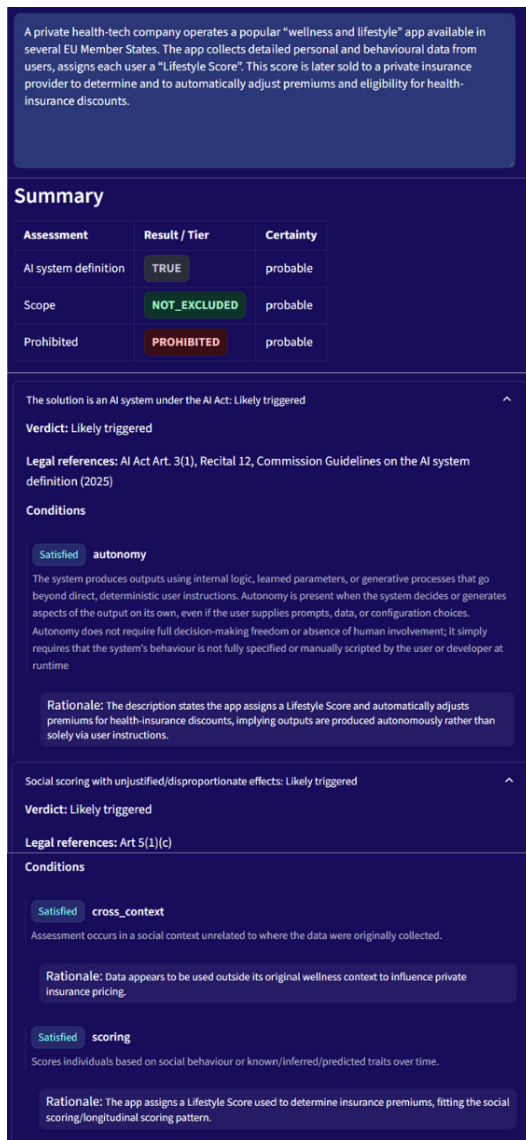 A private health-tech company operates a popular “wellness and lifestyle” app available in
several EU Member States. The app collects detailed personal and behavioural data from
users, assigns each user a “Lifestyle Score”. This score is later sold to a private insurance
provider to determine and to automatically adjust premiums and eligibility for health-
insurance discounts.
Summary
Assessment Result / Tier Certainty
AI system definition TRUE probable
Scope NOT_EXCLUDED probable
Prohibited PROHIBITED probable
The solution is an AI system under the AI Act: Likely triggered
Verdict: Likely triggered
Legal references: AI Act Art. 3(1), Recital 12, Commission Guidelines on the AI system
definition (2025)
Conditions
Satisfied autonomy
The system produces outputs using internal logic, learned parameters, or generative processes that go
beyond direct, deterministic user instructions. Autonomy is present when the system decides or generates
aspects of the output on its own, even if the user supplies prompts, data, or configuration choices.
Autonomy does not require full decision-making freedom or absence of human involvement; it simply
requires that the system's behaviour is not fully specified or manually scripted by the user or developer at
runtime
Rationale: The description states the app assigns a Lifestyle Score and automatically adjusts
premiums for health-insurance discounts, implying outputs are produced autonomously rather than
solely via user instructions.
Social scoring with unjustified/disproportionate effects: Likely triggered
Verdict: Likely triggered
Legal references: Art 5(1)(c)
Conditions
Satisfied cross_context
Assessment occurs in a social context unrelated to where the data were originally collected.
Rationale: Data appears to be used outside its original wellness context to influence private
insurance pricing.
Satisfied scoring
Scores individuals based on social behaviour or known/inferred/predicted traits over time.
Rationale: The app assigns a Lifestyle Score used to determine insurance premiums, fitting the social
scoring/longitudinal scoring pattern.